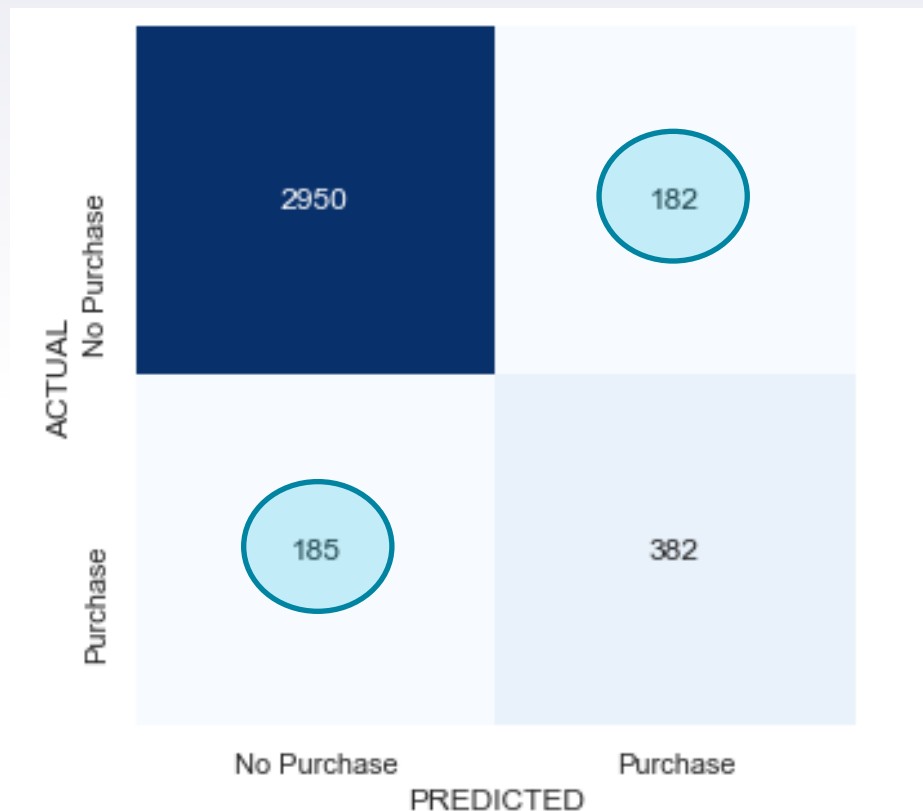 2950
182
ACTUAL
No Purchase
185
382
Purchase
No Purchase
Purchase
PREDICTED